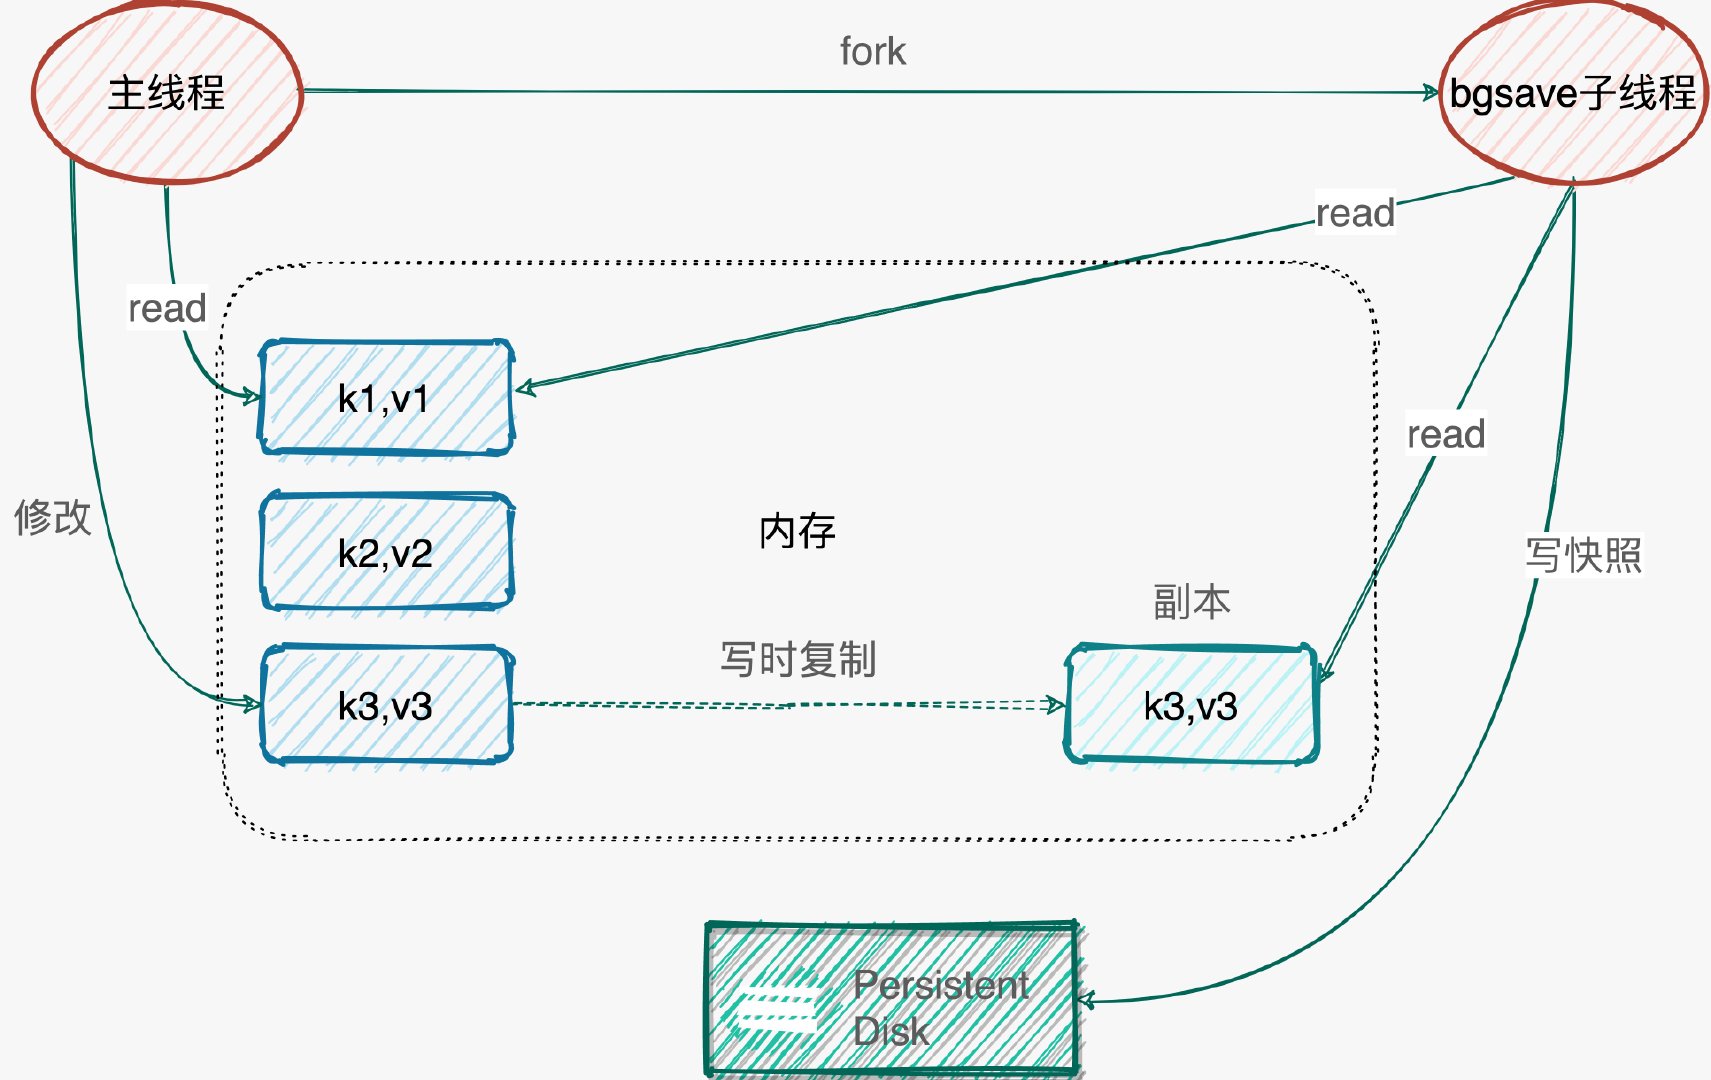 fork
主线程
bgsave子线程
read
read
k1,v1
read
修改
k2,v2
内存
写快照
副本
写时复制
k3,v3
k3,v3
Persistent
Disk